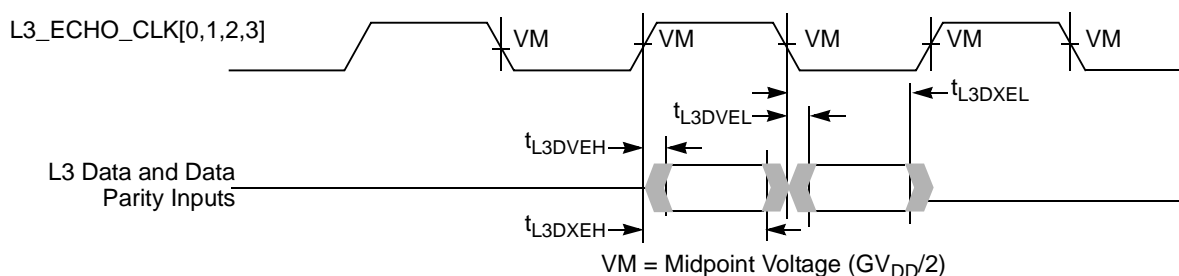 L3_ECHO_CLK[0,1,2,3]
VM
VM
VM
VM
VM
tL3DXEL
tL3DVEL
tL3DVEH
L3 Data and Data
Parity Inputs
tL3DXEH
VM = Midpoint Voltage (GVDD/2)